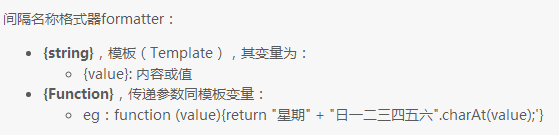 间隔名称格式器formatter：
{string}，模板（Template），其变量为：
{value}: 内容或值
{Function}，传递参数同模板变量：
eg：function (value){return "星期" + "日一二三四五六".charAt(value);'}